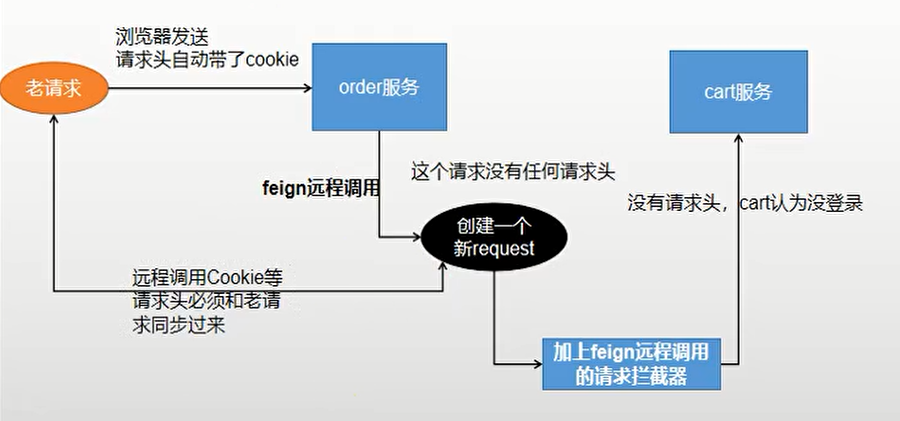 浏览器发送
请求头自动带了cookie
老请求
order服务
cart服务
feign远程调用
这个请求没有任何请求头
没有请求头，cart认为没登录
创建一个
新request
远程调用Cookie等
请求头必须和老请
求同步过来
加上feign远程调用
的请求拦截器